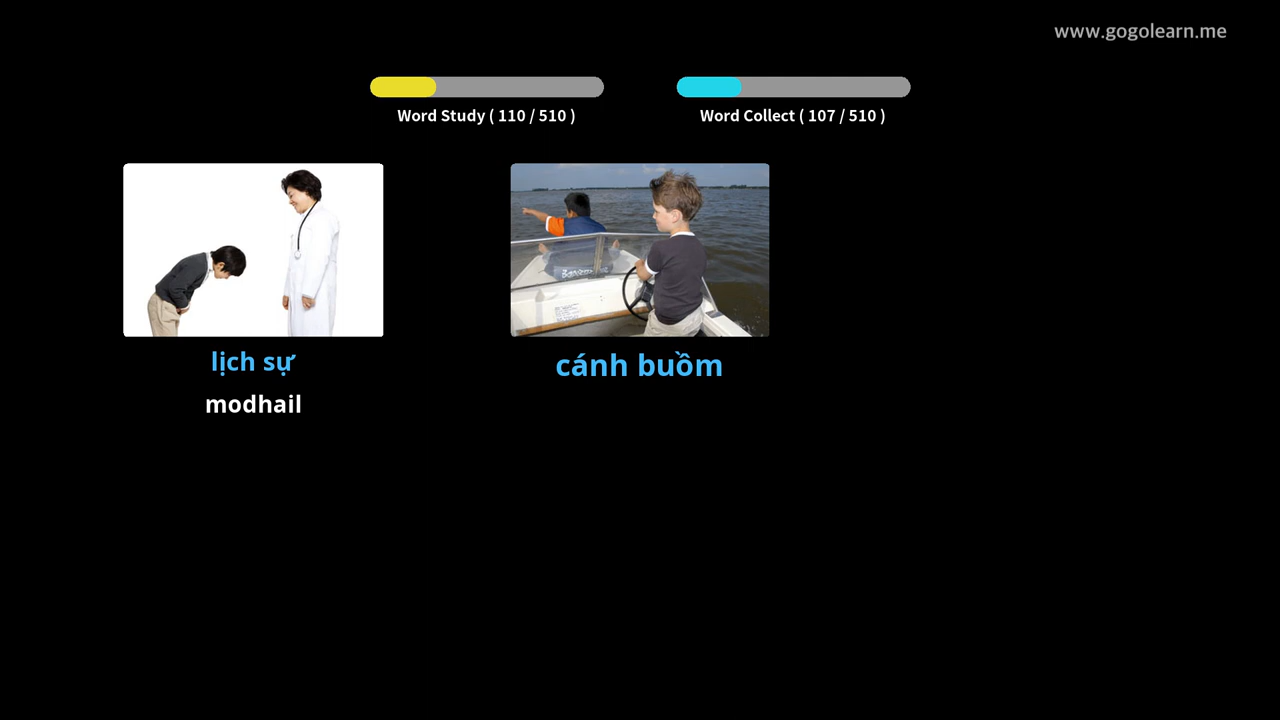 www.gogolearn.me
Word Study ( 110 / 510 )
Word Collect ( 107 / 510 )
lịch sự
modhail
cánh buồm